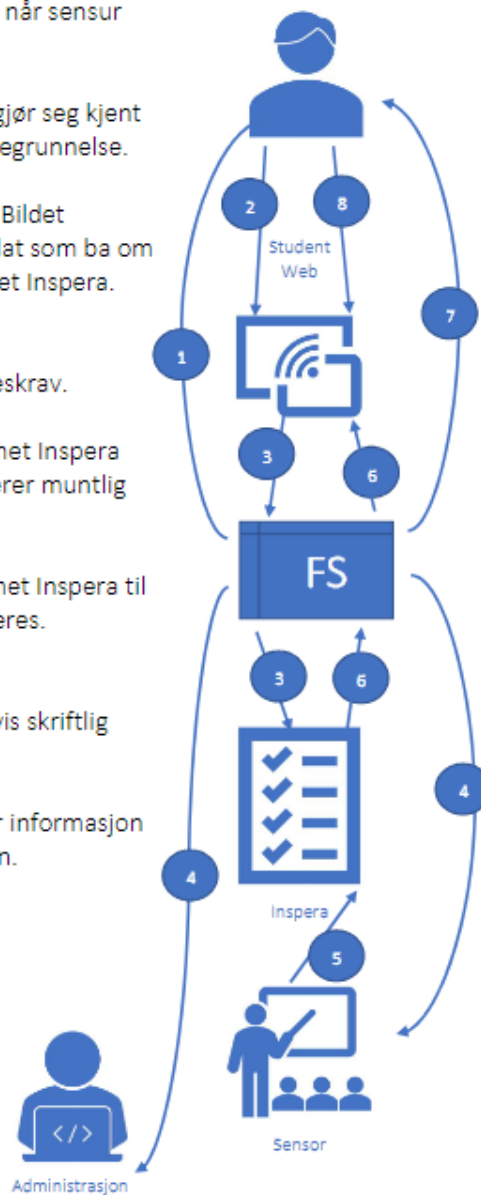 når sensur
gjør seg kjent
egrunnelse.
Bildet
dat som ba om
et Inspera.
eskrav.
net Inspera
erer muntlig
net Inspera til
eres.
vis skriftlig
r informasjon
n.
2
8
Student
Web
7
1
3
6
FS
3
6
4
4
Inspera
5
Sensor
</>
Administrasjon